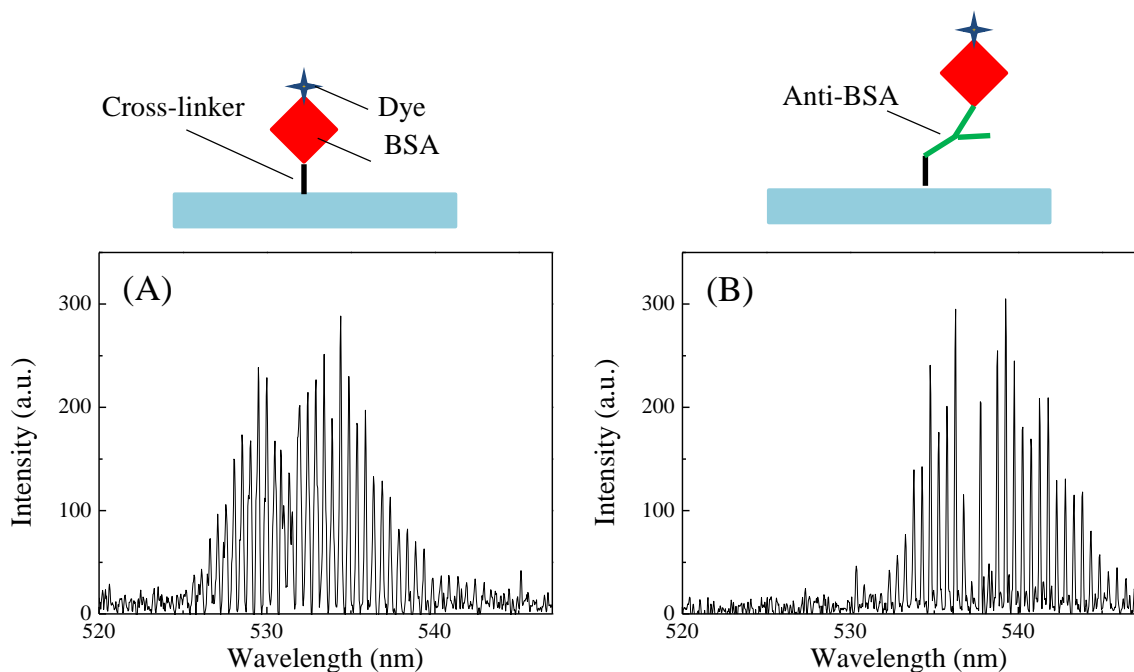 Cross-linker
Dye
BSA
Anti-BSA
(A)
300
200
100
0
520
530
540
Intensity (a.u.)
Wavelength (nm)
(B)
300
200
100
0
520
530
540
Intensity (a.u.)
Wavelength (nm)